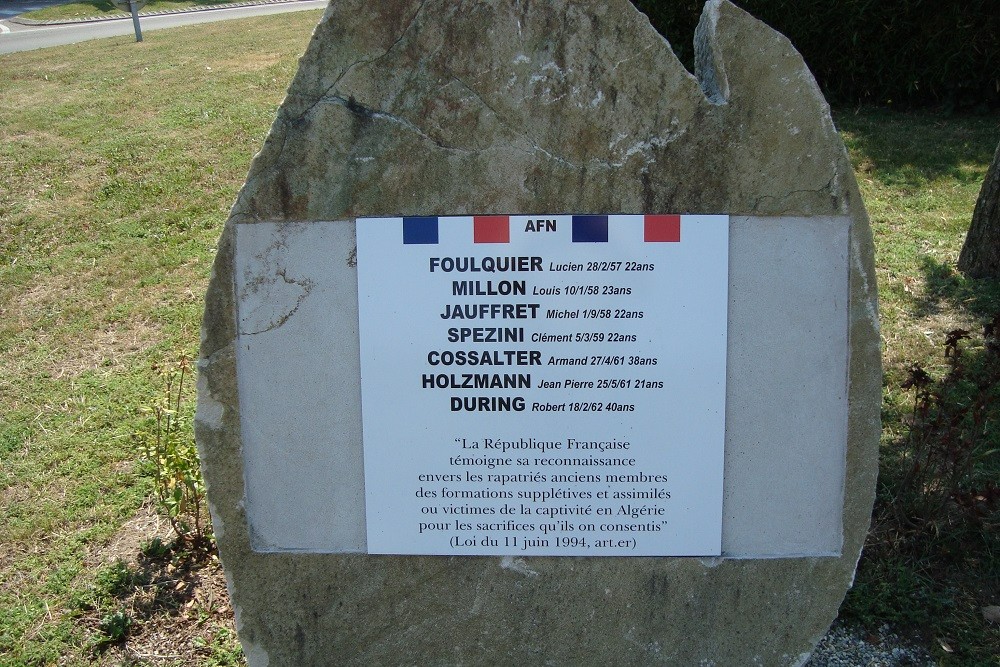 AFN
FOULQUIER Lucien 28/2/57 22ans
MILLON Louis 10/1/58 23ans
JAUFFRET Michel 1/9/58 22ans
SPEZINI Clément 5/3/59 22ans
COSSALTER Armand 27/4/61 38ans
HOLZMANN Jean Pierre 25/5/61 21ans
DURING Robert 18/2/62 40ans
“La République Française
témoigne sa reconnaissance
envers les rapatriés anciens membres
des formations supplétives et assimilés
ou victimes de la captivité en Algérie
pour les sacrifices qu'ils on consentis”
(Loi du 11 juin 1994, art.er)